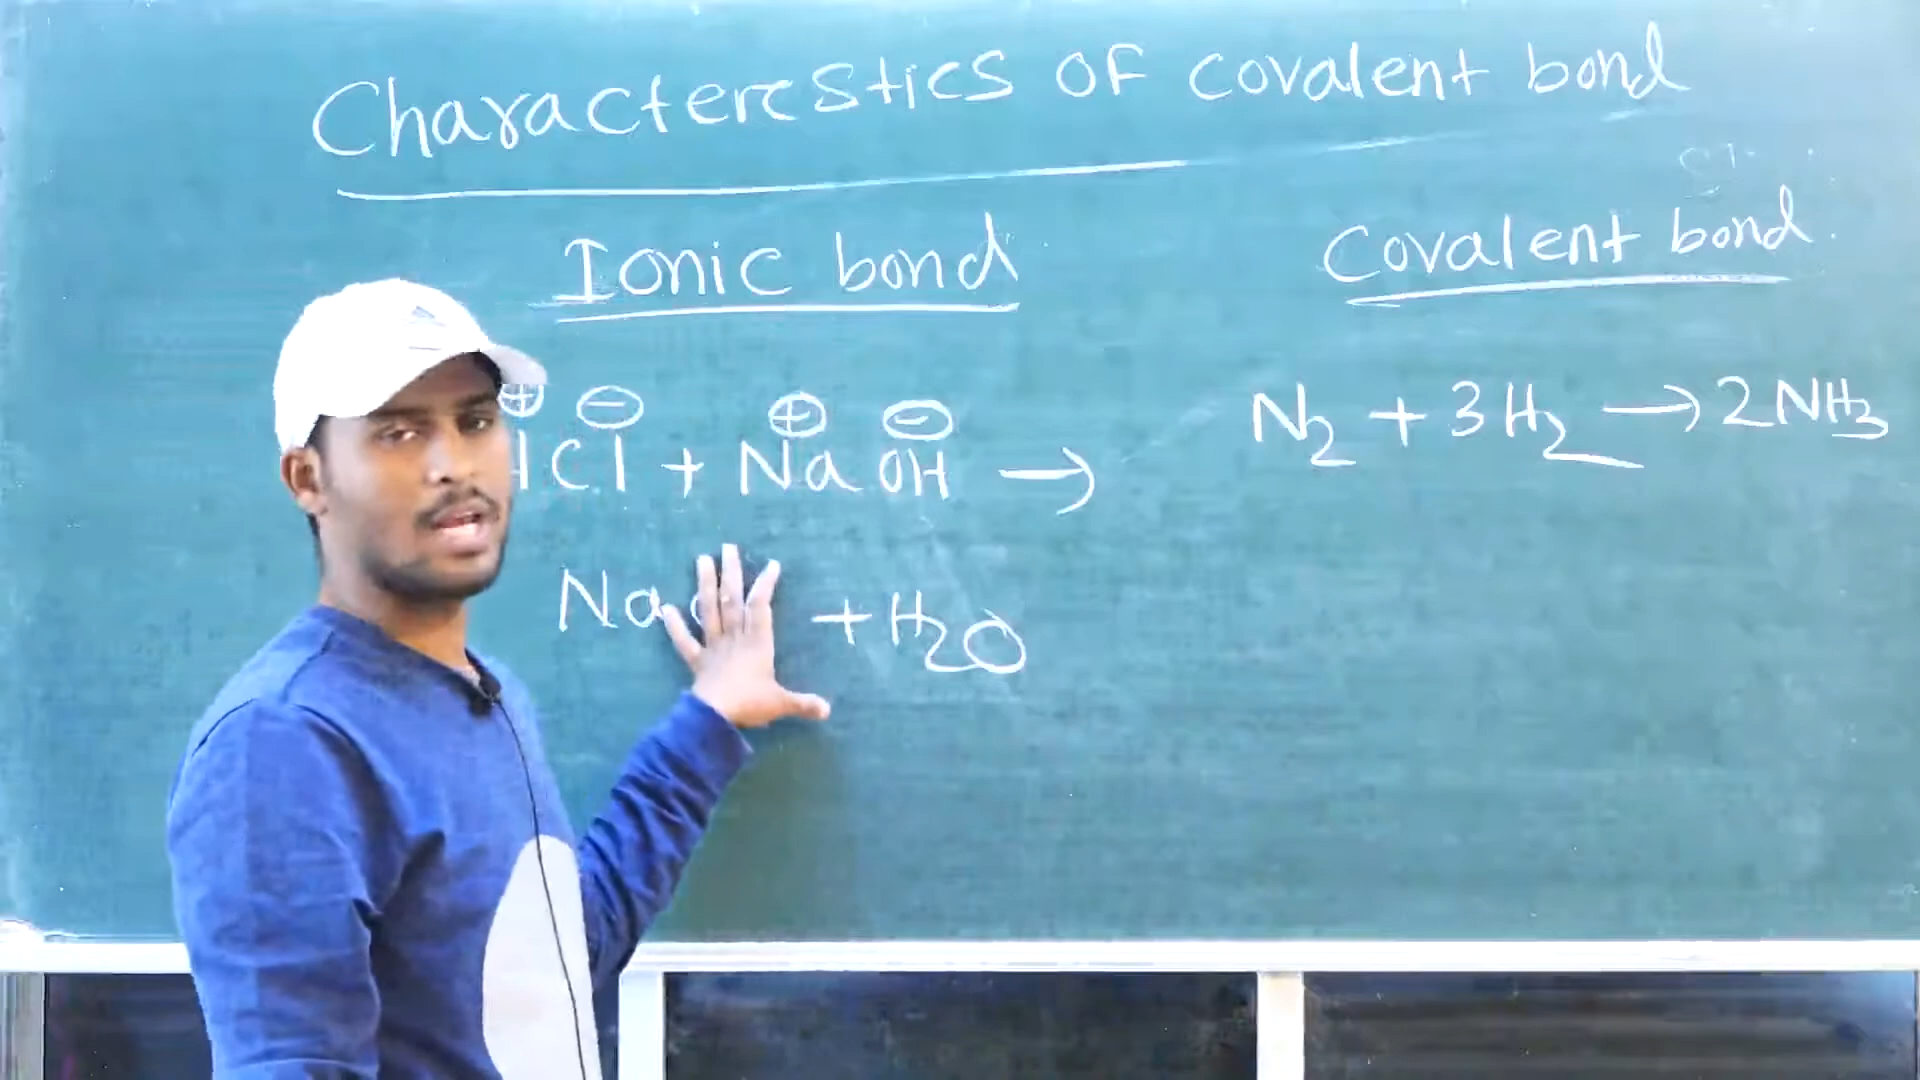 Characterestics OF covalent bond
Ionic bond
Covalent bond.
⊕ ⊖ ⊕ ⊖
Cl + Na OH →
N2 + 3H2 → 2NH3
Na + H2O